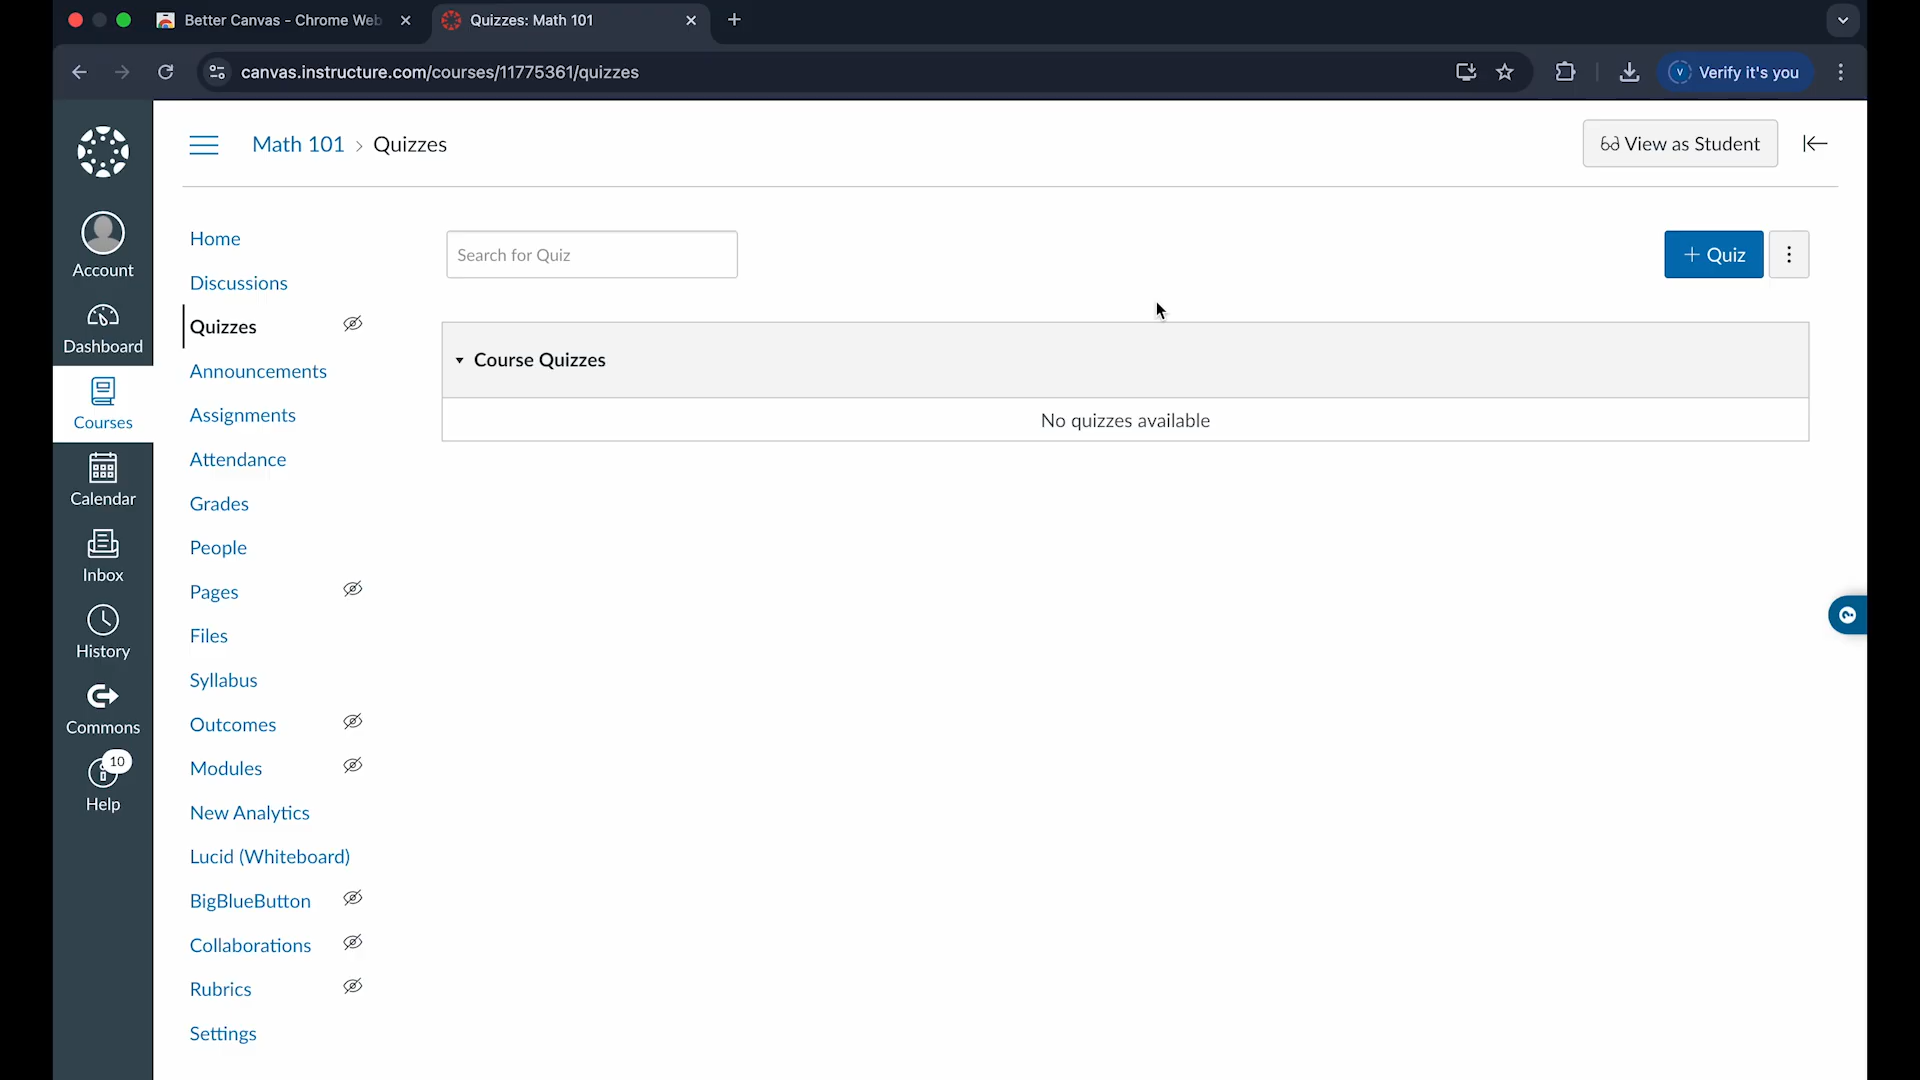 Better Canvas - Chrome Web
Quizzes: Math 101
canvas.instructure.com/courses/11775361/quizzes
V Verify it's you
Math 101 › Quizzes
View as Student
Account
Dashboard
Courses
Calendar
Inbox
History
Commons
10
Help
Home
Discussions
Quizzes
Announcements
Assignments
Attendance
Grades
People
Pages
Files
Syllabus
Outcomes
Modules
New Analytics
Lucid (Whiteboard)
BigBlueButton
Collaborations
Rubrics
Settings
Search for Quiz
+ Quiz
Course Quizzes
No quizzes available